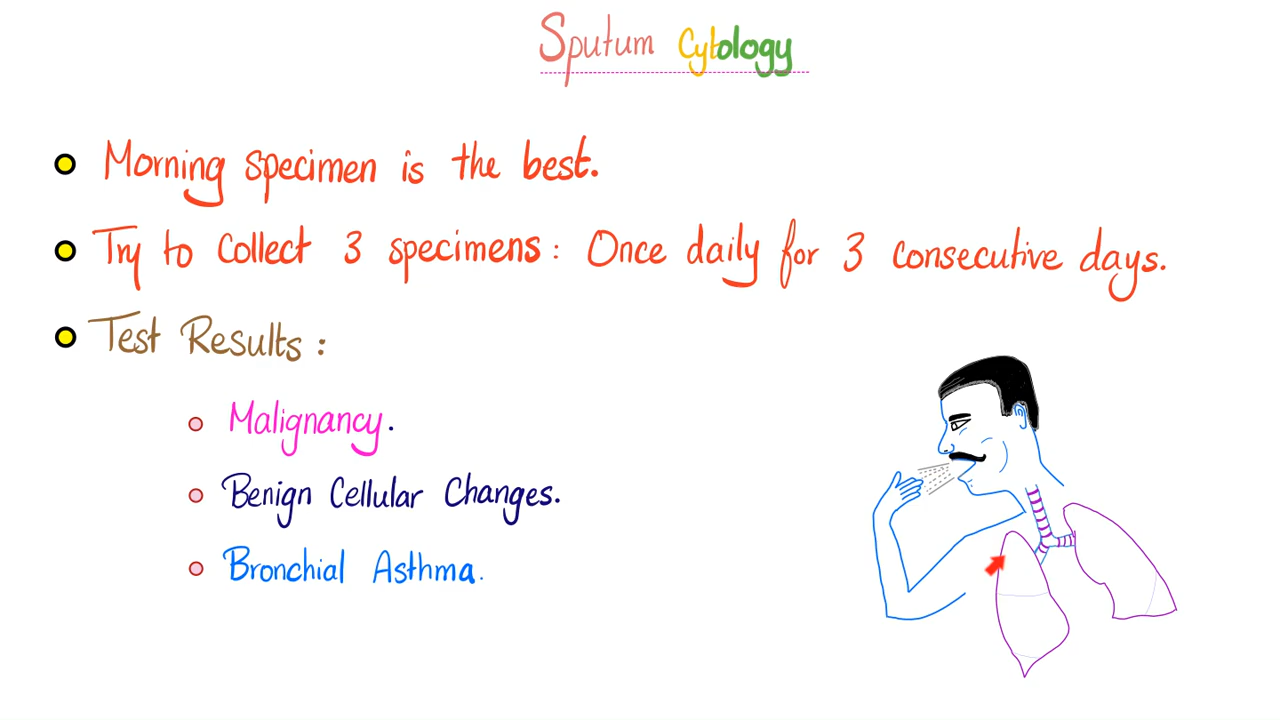 Sputum Cytology
Morning specimen is the best.
Try to Collect 3 specimens: Once daily for 3 consecutive days.
Test Results:
Malignancy.
Benign Cellular Changes.
Bronchial Asthma.